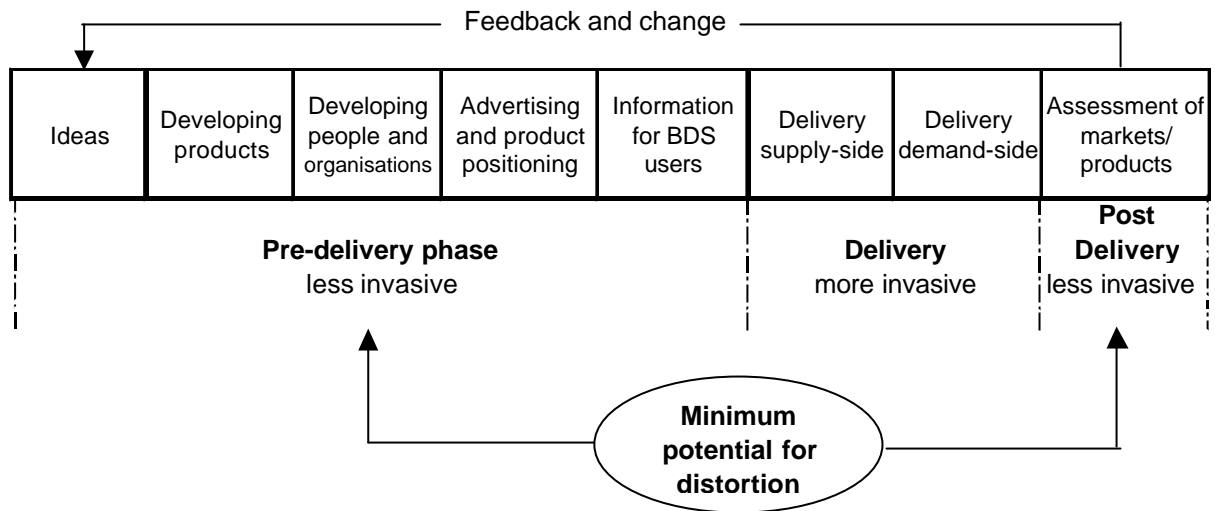 Feedback and change
Ideas
Developing
products
Developing
people and
organisations
Advertising
and product
positioning
Information
for BDS
users
Delivery
supply-side
Delivery
demand-side
Assessment of
markets/
products
Pre-delivery phase
less invasive
Delivery
more invasive
Post
Delivery
less invasive
Minimum
potential for
distortion